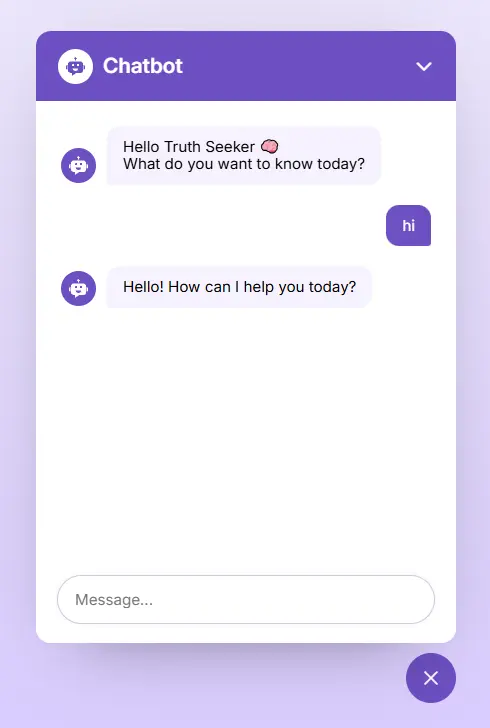 Chatbot
Hello Truth Seeker 🧠
What do you want to know today?
hi
Hello! How can I help you today?
Message...